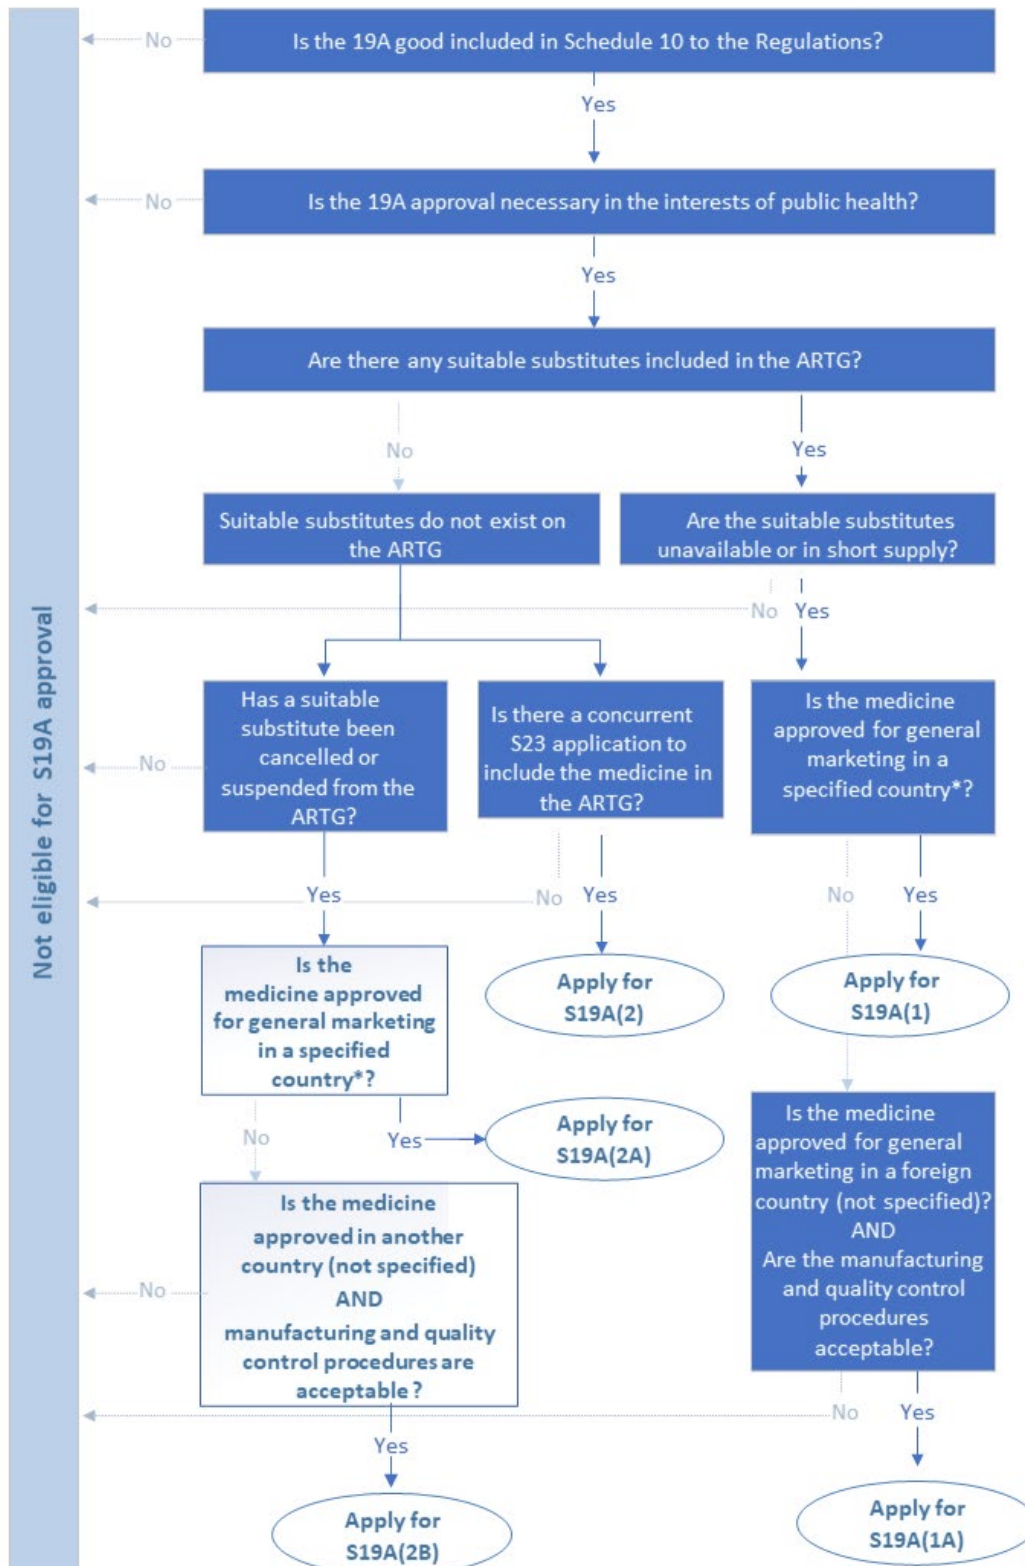 Not eligible for S19A approval
Is the 19A good included in Schedule 10 to the Regulations?
No
Yes
Is the 19A approval necessary in the interests of public health?
No
Yes
Are there any suitable substitutes included in the ARTG?
No
Yes
Suitable substitutes do not exist on
the ARTG
Are the suitable substitutes
unavailable or in short supply?
No
Yes
Has a suitable
substitute been
cancelled or
suspended from the
ARTG?
No
Yes
Is there a concurrent
S23 application to
include the medicine in
the ARTG?
No
Yes
Is the medicine
approved for general
marketing in a
specified country*?
No
Yes
Is the
medicine approved
for general marketing
in a specified
country*?
No
Yes
Apply for
S19A(2)
Apply for
S19A(1)
Apply for
S19A(2A)
Is the medicine
approved in another
country (not specified)
AND
manufacturing and quality
control procedures are
acceptable ?
No
Yes
Is the medicine
approved for general
marketing in a foreign
country (not specified)?
AND
Are the manufacturing
and quality control
procedures
acceptable?
No
Yes
Apply for
S19A(2B)
Apply for
S19A(1A)